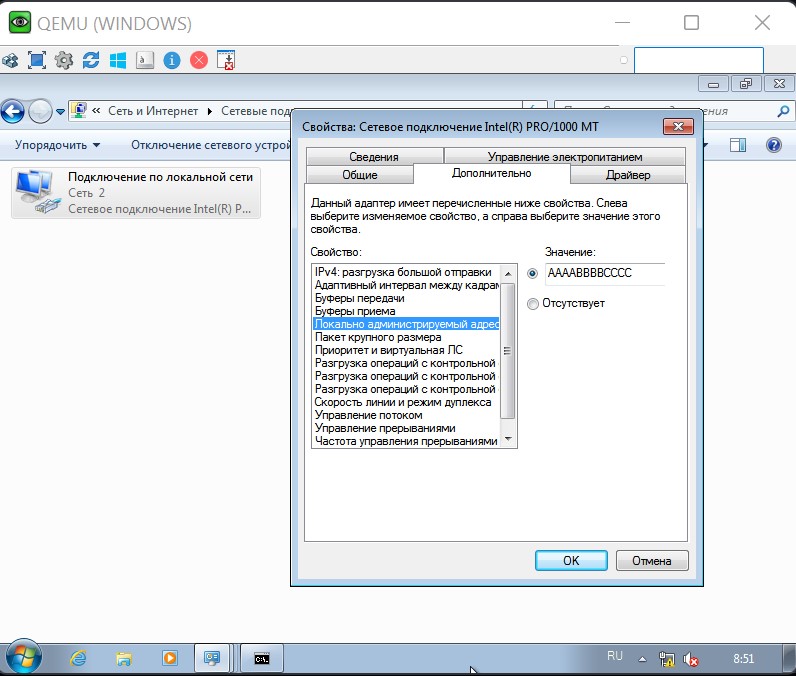 QEMU (WINDOWS)
« Сеть и Интернет ▸ Сетевые под
Упорядочить
Отключение сетевого устрой
Подключение по локальной сети
Сеть 2
Сетевое подключение Intel(R) P...
Свойства: Сетевое подключение Intel(R) PRO/1000 MT
Сведения
Управление электропитанием
Общие
Дополнительно
Драйвер
Данный адаптер имеет перечисленные ниже свойства. Слева
выберите изменяемое свойство, а справа выберите значение этого
свойства.
Свойство:
IPv4: разгрузка большой отправки
Адаптивный интервал между кадрам
Буферы передачи
Буферы приема
Локально администрируемый адрес
Пакет крупного размера
Приоритет и виртуальная ЛС
Разгрузка операций с контрольной
Разгрузка операций с контрольной
Разгрузка операций с контрольной
Скорость линии и режим дуплекса
Управление потоком
Управление прерываниями
Частота управления прерываниями
Значение:
AAAABBBBCCCC
Отсутствует
OK
Отмена
C:\
RU
8:51